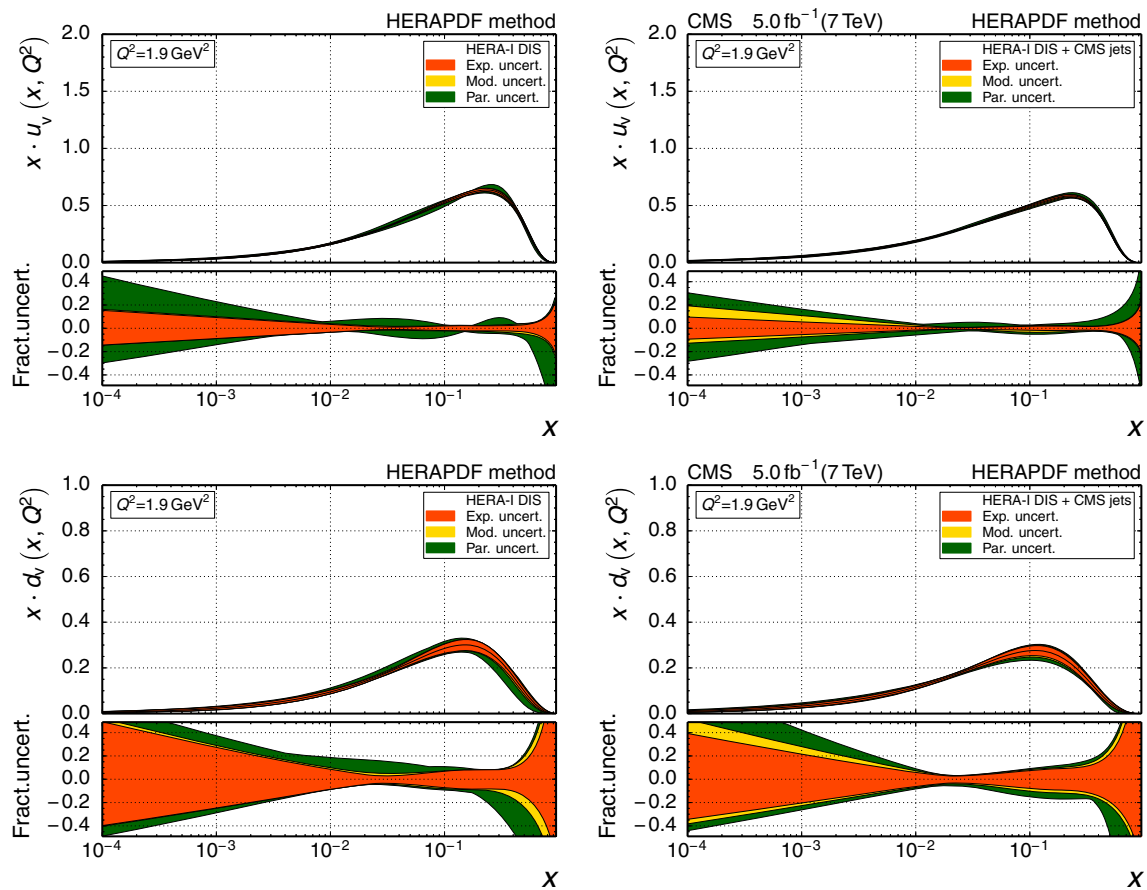 HERAPDF method
Q²=1.9 GeV²
HERA-I DIS
Exp. uncert.
Mod. uncert.
Par. uncert.
x · u_v (x, Q²)
2.0
1.5
1.0
0.5
0.0
Fract.uncert.
0.4
0.2
0.0
−0.2
−0.4
10⁻⁴
10⁻³
10⁻²
10⁻¹
x
CMS 5.0 fb⁻¹(7 TeV)
HERAPDF method
Q²=1.9 GeV²
HERA-I DIS + CMS jets
Exp. uncert.
Mod. uncert.
Par. uncert.
x · u_v (x, Q²)
2.0
1.5
1.0
0.5
0.0
Fract.uncert.
0.4
0.2
0.0
−0.2
−0.4
10⁻⁴
10⁻³
10⁻²
10⁻¹
x
HERAPDF method
Q²=1.9 GeV²
HERA-I DIS
Exp. uncert.
Mod. uncert.
Par. uncert.
x · d_v (x, Q²)
1.0
0.8
0.6
0.4
0.2
0.0
Fract.uncert.
0.4
0.2
0.0
−0.2
−0.4
10⁻⁴
10⁻³
10⁻²
10⁻¹
x
CMS 5.0 fb⁻¹(7 TeV)
HERAPDF method
Q²=1.9 GeV²
HERA-I DIS + CMS jets
Exp. uncert.
Mod. uncert.
Par. uncert.
x · d_v (x, Q²)
1.0
0.8
0.6
0.4
0.2
0.0
Fract.uncert.
0.4
0.2
0.0
−0.2
−0.4
10⁻⁴
10⁻³
10⁻²
10⁻¹
x